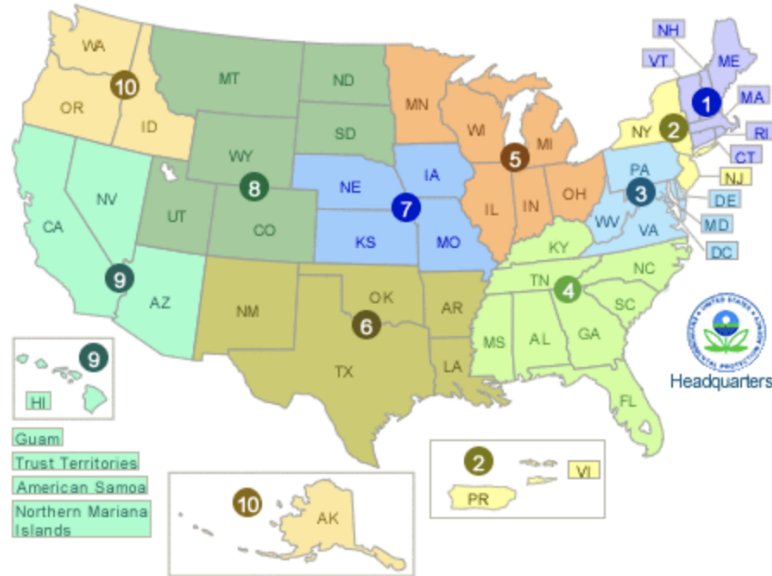 NH
WA
VT
ME
MT
ND
10
MN
OR
1
MA
ID
WI
NY
2
SD
MI
RI
WY
5
CT
PA
NJ
IA
NE
8
3
DE
NV
OH
7
IL
IN
UT
WV
CA
CO
VA
MD
KS
MO
KY
DC
NC
TN
9
4
OK
AZ
SC
NM
AR
6
GA
MS
AL
9
TX
LA
Headquarters
HI
FL
Guam
2
Trust Territories
VI
American Samoa
PR
10
Northern Mariana
Islands
AK